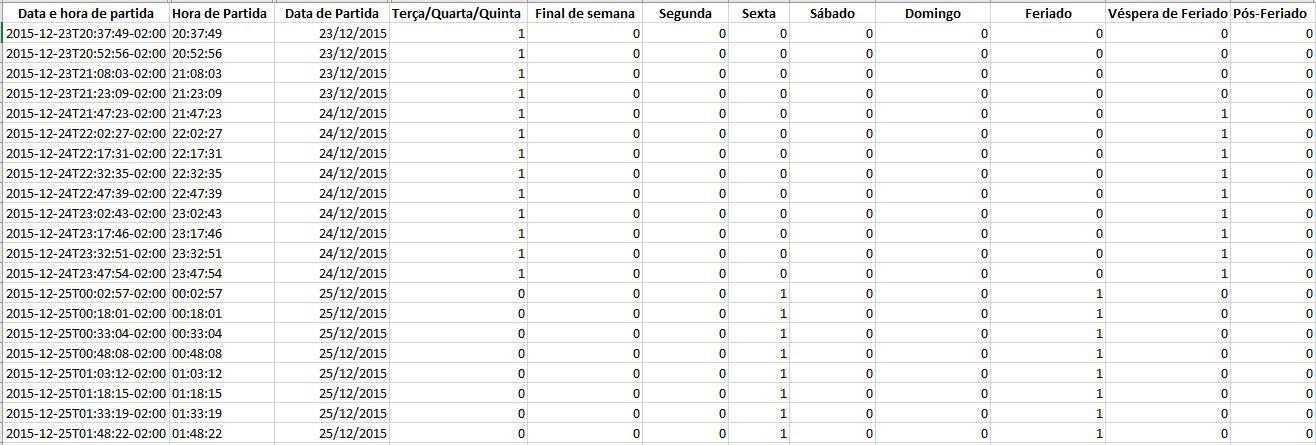 Data e hora de partida Hora de Partida Data de Partida Terça/Quarta/Quinta Final de semana Segunda Sexta Sábado Domingo Feriado Véspera de Feriado Pós-Feriado
2015-12-23T20:37:49-02:00 20:37:49 23/12/2015 1 0 0 0 0 0 0 0 0
2015-12-23T20:52:56-02:00 20:52:56 23/12/2015 1 0 0 0 0 0 0 0 0
2015-12-23T21:08:03-02:00 21:08:03 23/12/2015 1 0 0 0 0 0 0 0 0
2015-12-23T21:23:09-02:00 21:23:09 23/12/2015 1 0 0 0 0 0 0 0 0
2015-12-24T21:47:23-02:00 21:47:23 24/12/2015 1 0 0 0 0 0 0 1 0
2015-12-24T22:02:27-02:00 22:02:27 24/12/2015 1 0 0 0 0 0 0 1 0
2015-12-24T22:17:31-02:00 22:17:31 24/12/2015 1 0 0 0 0 0 0 1 0
2015-12-24T22:32:35-02:00 22:32:35 24/12/2015 1 0 0 0 0 0 0 1 0
2015-12-24T22:47:39-02:00 22:47:39 24/12/2015 1 0 0 0 0 0 0 1 0
2015-12-24T23:02:43-02:00 23:02:43 24/12/2015 1 0 0 0 0 0 0 1 0
2015-12-24T23:17:46-02:00 23:17:46 24/12/2015 1 0 0 0 0 0 0 1 0
2015-12-24T23:32:51-02:00 23:32:51 24/12/2015 1 0 0 0 0 0 0 1 0
2015-12-24T23:47:54-02:00 23:47:54 24/12/2015 1 0 0 0 0 0 0 1 0
2015-12-25T00:02:57-02:00 00:02:57 25/12/2015 0 0 0 1 0 0 1 0 0
2015-12-25T00:18:01-02:00 00:18:01 25/12/2015 0 0 0 1 0 0 1 0 0
2015-12-25T00:33:04-02:00 00:33:04 25/12/2015 0 0 0 1 0 0 1 0 0
2015-12-25T00:48:08-02:00 00:48:08 25/12/2015 0 0 0 1 0 0 1 0 0
2015-12-25T01:03:12-02:00 01:03:12 25/12/2015 0 0 0 1 0 0 1 0 0
2015-12-25T01:18:15-02:00 01:18:15 25/12/2015 0 0 0 1 0 0 1 0 0
2015-12-25T01:33:19-02:00 01:33:19 25/12/2015 0 0 0 1 0 0 1 0 0
2015-12-25T01:48:22-02:00 01:48:22 25/12/2015 0 0 0 1 0 0 1 0 0